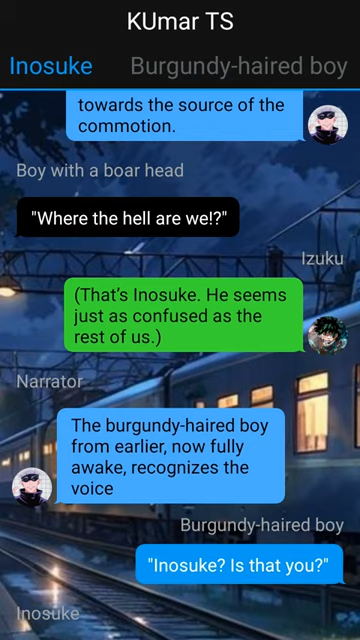 KUmar TS
Inosuke
Burgundy-haired boy
towards the source of the
commotion.
Boy with a boar head
"Where the hell are we!?"
Izuku
(That's Inosuke. He seems
just as confused as the
rest of us.)
Narrator
The burgundy-haired boy
from earlier, now fully
awake, recognizes the
voice
Burgundy-haired boy
"Inosuke? Is that you?"
Inosuke